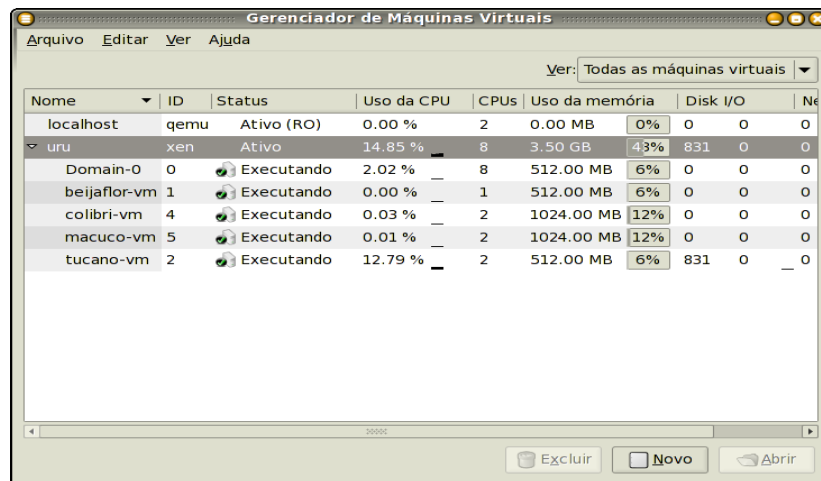 Gerenciador de Máquinas Virtuais
Arquivo Editar Ver Ajuda
Ver: Todas as máquinas virtuais
Nome ID Status Uso da CPU CPUs Uso da memória Disk I/O Ne
localhost qemu Ativo (RO) 0.00 % 2 0.00 MB 0% 0 0 0
uru xen Ativo 14.85 % 8 3.50 GB 43% 831 0 0
Domain-0 0 Executando 2.02 % 8 512.00 MB 6% 0 0 0
beijaflor-vm 1 Executando 0.00 % 1 512.00 MB 6% 0 0 0
colibri-vm 4 Executando 0.03 % 2 1024.00 MB 12% 0 0 0
macuco-vm 5 Executando 0.01 % 2 1024.00 MB 12% 0 0 0
tucano-vm 2 Executando 12.79 % 2 512.00 MB 6% 831 0 0
Excluir Novo Abrir